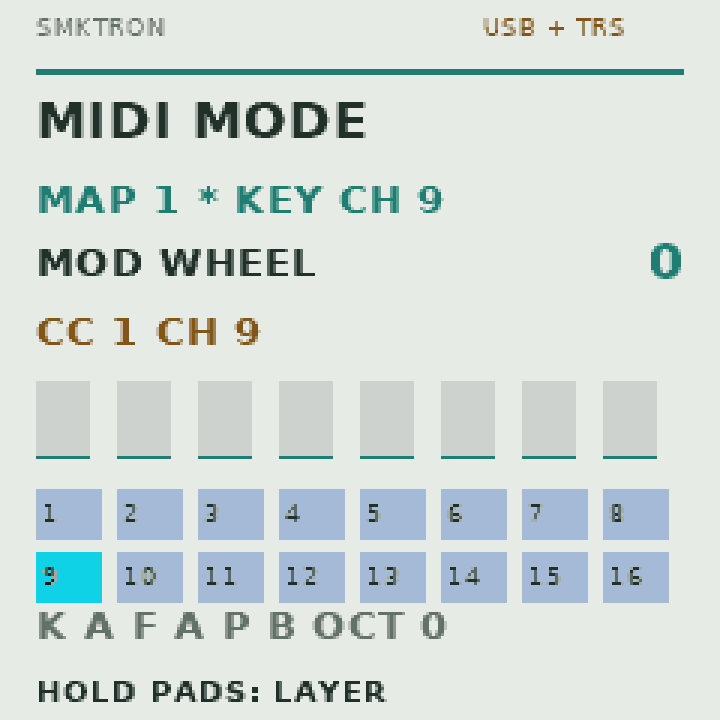 SMKTRON USB + TRS
MIDI MODE
MAP 1 * KEY CH 9
MOD WHEEL 0
CC 1 CH 9
1 2 3 4 5 6 7 8
9 10 11 12 13 14 15 16
K A F A P B OCT 0
HOLD PADS: LAYER